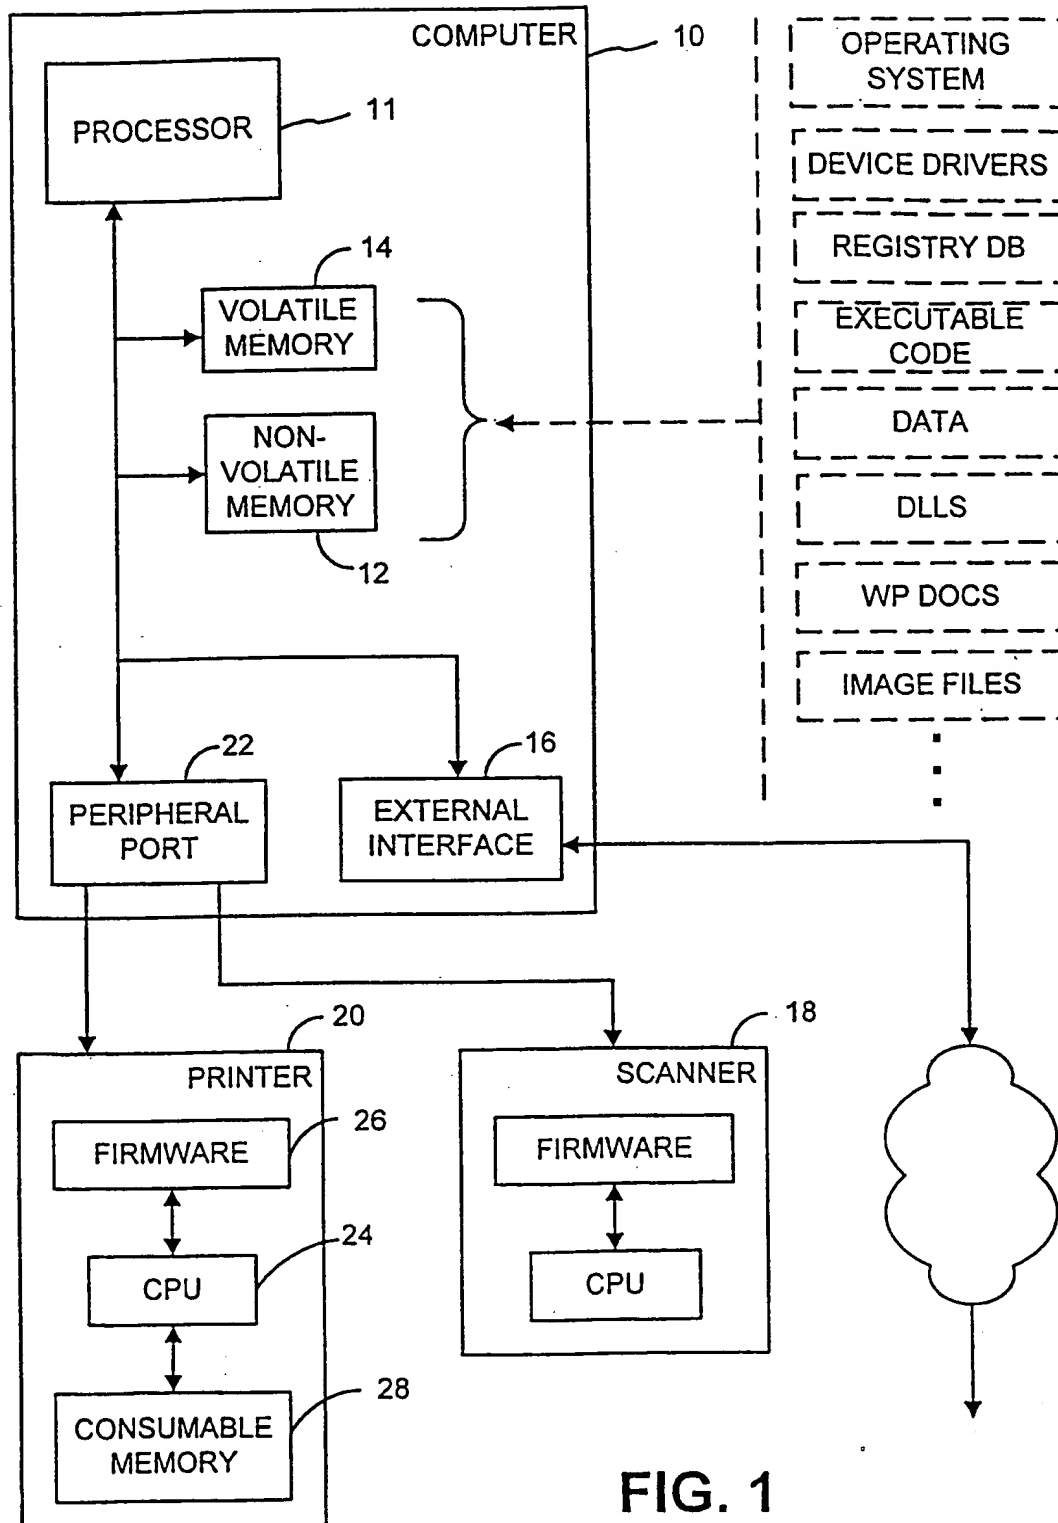 COMPUTER
10
PROCESSOR
11
14
VOLATILE
MEMORY
NON-
VOLATILE
MEMORY
12
22
PERIPHERAL
PORT
16
EXTERNAL
INTERFACE
OPERATING
SYSTEM
DEVICE DRIVERS
REGISTRY DB
EXECUTABLE
CODE
DATA
DLLS
WP DOCS
IMAGE FILES
20
PRINTER
26
FIRMWARE
24
CPU
28
CONSUMABLE
MEMORY
18
SCANNER
FIRMWARE
CPU
FIG. 1